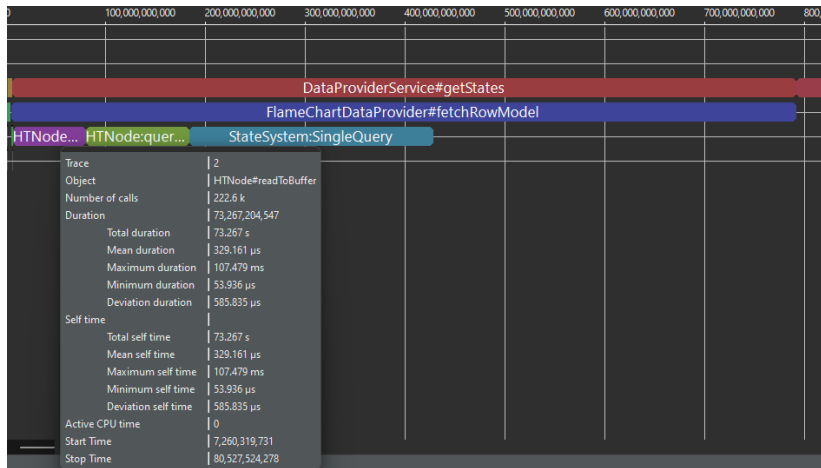 0 100,000,000,000 200,000,000,000 300,000,000,000 400,000,000,000 500,000,000,000 600,000,000,000 700,000,000,000 800,
DataProviderService#getStates
FlameChartDataProvider#fetchRowModel
HTNode... HTNode:quer... StateSystem:SingleQuery
Trace 2
Object HTNode#readToBuffer
Number of calls 222.6 k
Duration 73,267,204,547
Total duration 73.267 s
Mean duration 329.161 µs
Maximum duration 107.479 ms
Minimum duration 53.936 µs
Deviation duration 585.835 µs
Self time
Total self time 73.267 s
Mean self time 329.161 µs
Maximum self time 107.479 ms
Minimum self time 53.936 µs
Deviation self time 585.835 µs
Active CPU time 0
Start Time 7,260,319,731
Stop Time 80,527,524,278